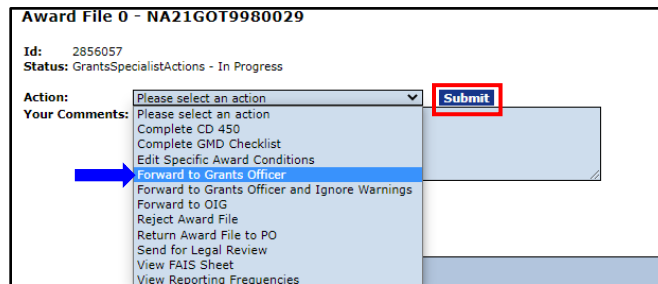 Award File 0 - NA21GOT9980029
Id: 2856057
Status: GrantsSpecialistActions - In Progress
Action: Please select an action Submit
Your Comments: Please select an action
Complete CD 450
Complete GMD Checklist
Edit Specific Award Conditions
Forward to Grants Officer
Forward to Grants Officer and Ignore Warnings
Forward to OIG
Reject Award File
Return Award File to PO
Send for Legal Review
View FAIS Sheet
View Reporting Frequencies